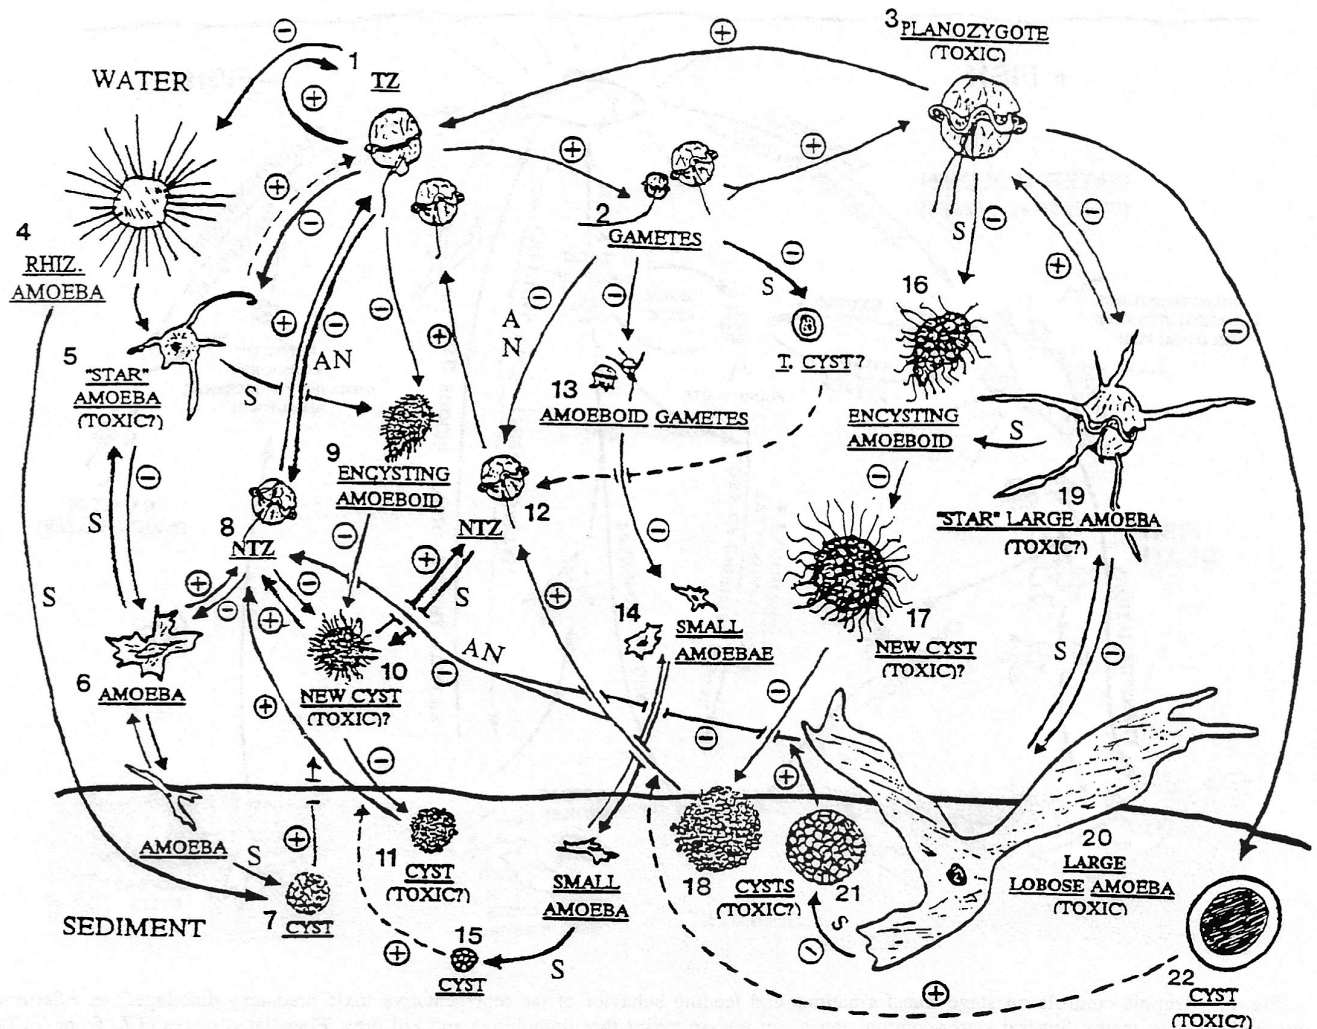 3 PLANOZYGOTE
(TOXIC)
WATER
1 TZ
4
RHIZ.
AMOEBA
2
GAMETES
S
S
16
T. CYST?
ENCYSTING
AMOEBOID
S
5
"STAR"
AMOEBA
(TOXIC?)
S
AN
A
N
13
AMOEBOID GAMETES
9
ENCYSTING
AMOEBOID
8
NTZ
12
NTZ
19
"STAR" LARGE AMOEBA
(TOXIC?)
S
S
S
6 AMOEBA
10
NEW CYST
(TOXIC)?
AN
14
SMALL
AMOEBAE
17
NEW CYST
(TOXIC)?
S
AMOEBA
S
7
CYST
11
CYST
(TOXIC?)
SMALL
AMOEBA
18
CYSTS
(TOXIC?)
21
S
20
LARGE
LOBOSE AMOEBA
(TOXIC)
SEDIMENT
15
CYST
S
22
CYST
(TOXIC?)
+
-